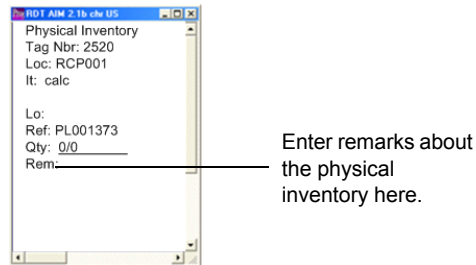 RDT AIM 2.1b chr US
Physical Inventory
Tag Nbr: 2520
Loc: RCP001
It: calc
Lo:
Ref: PL001373
Qty: 0/0
Rem:
Enter remarks about
the physical
inventory here.